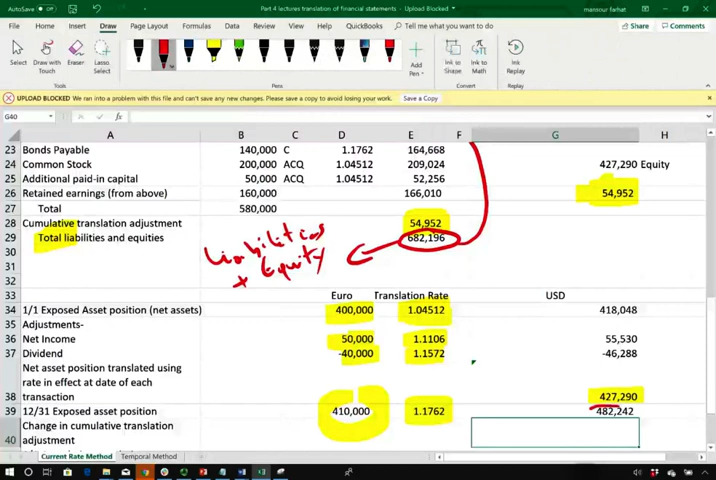 AutoSave Off Part 4 lectures translation of financial statements - Upload Blocked mansour farhat
File Home Insert Draw Page Layout Formulas Data Review View Help QuickBooks Tell me what you want to do Share Comments
Select Draw with Touch Eraser Lasso Select Add Pen Ink to Shape Ink to Math Ink Replay
Tools Pens Convert Replay
UPLOAD BLOCKED We ran into a problem with this file and can't save any new changes. Please save a copy to avoid losing your work. Save a Copy
G40 fx
A B C D E F G H
23 Bonds Payable 140,000 C 1.1762 164,668
24 Common Stock 200,000 ACQ 1.04512 209,024 427,290 Equity
25 Additional paid-in capital 50,000 ACQ 1.04512 52,256
26 Retained earnings (from above) 160,000 166,010 54,952
27 Total 580,000
28 Cumulative translation adjustment 54,952
29 Total liabilities and equities 682,196
Liabilities
+ Equity
30
31
33 Euro Translation Rate USD
34 1/1 Exposed Asset position (net assets) 400,000 1.04512 418,048
35 Adjustments-
36 Net Income 50,000 1.1106 55,530
37 Dividend -40,000 1.1572 -46,288
Net asset position translated using
rate in effect at date of each
38 transaction 427,290
39 12/31 Exposed asset position 410,000 1.1762 482,242
Change in cumulative translation
40 adjustment
Current Rate Method Temporal Method